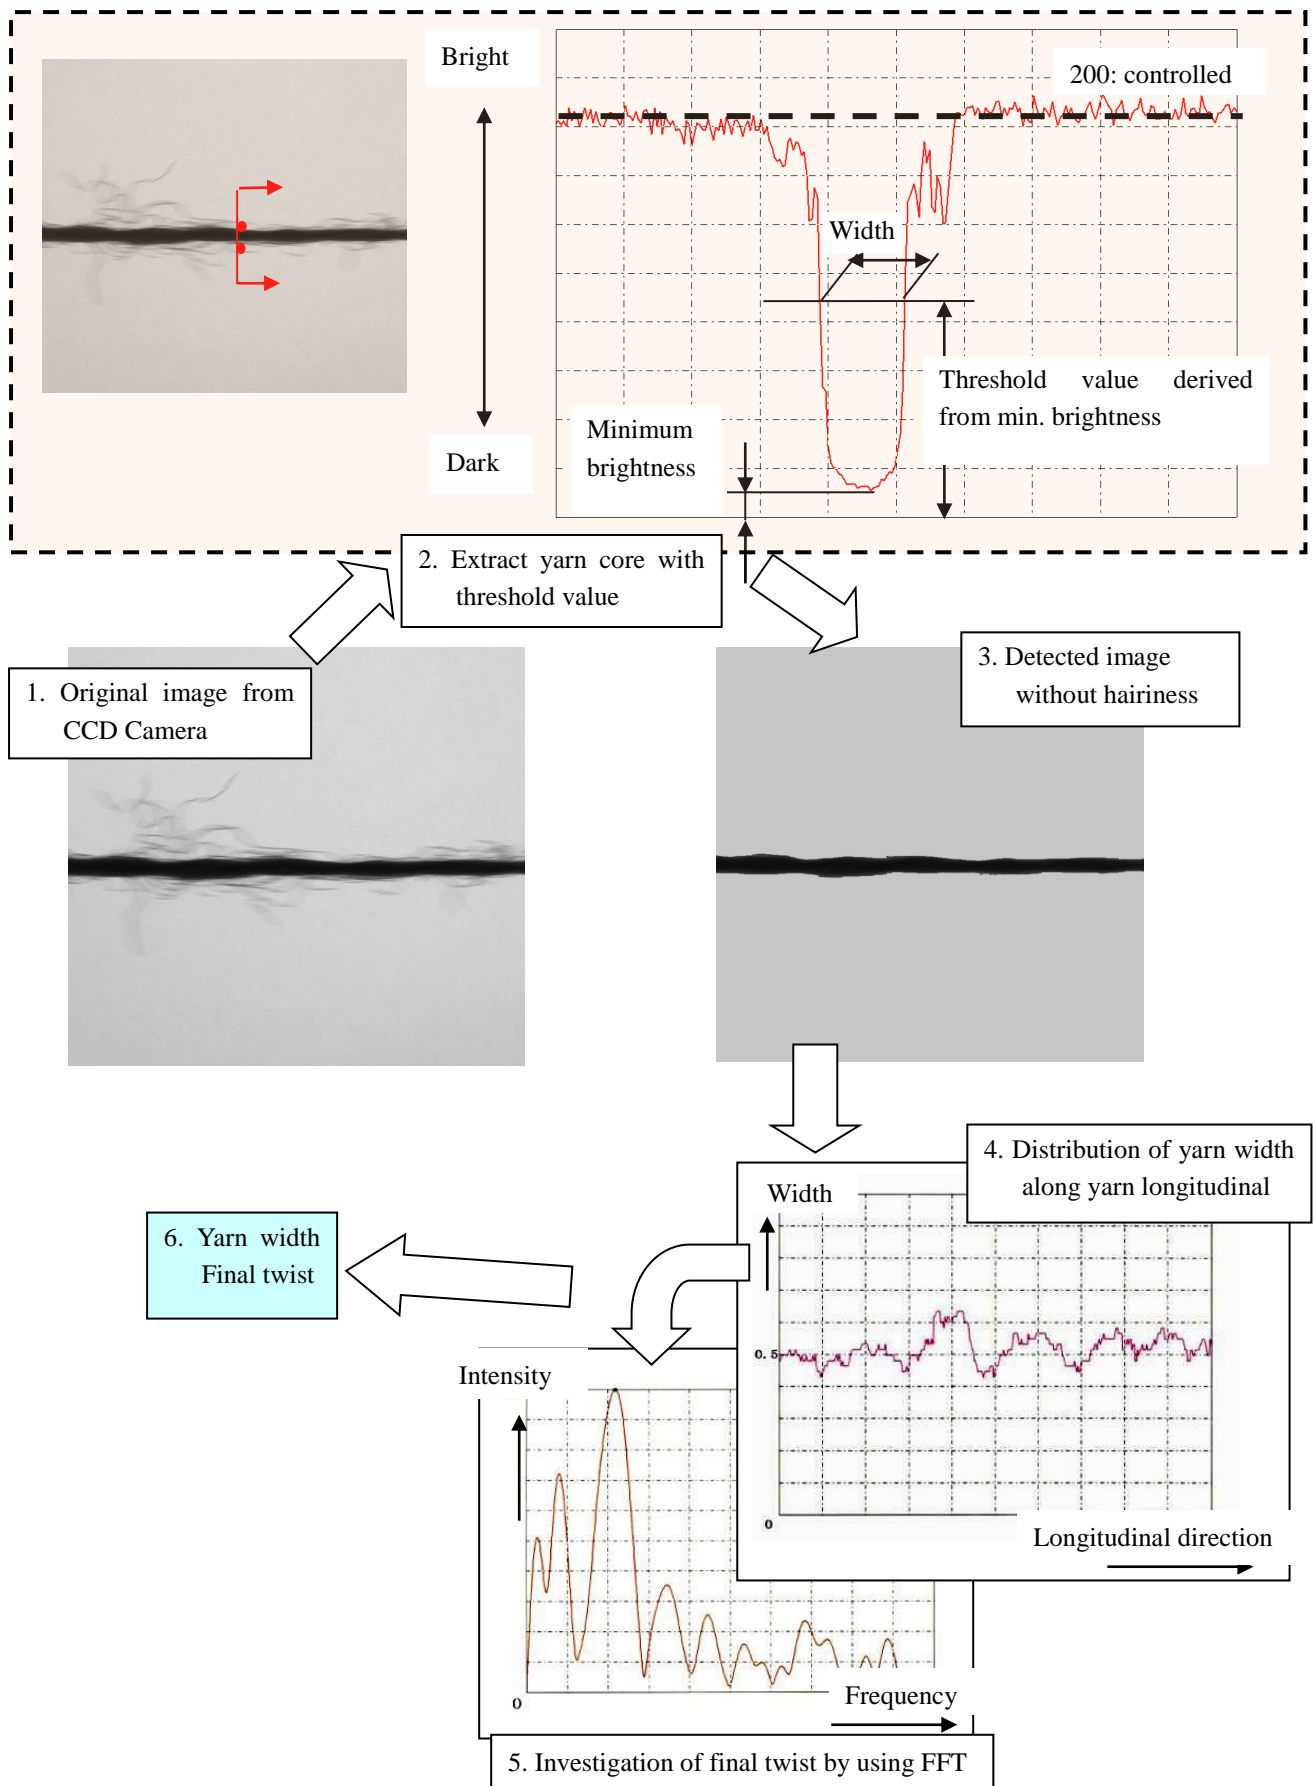 Bright
200: controlled
Width
Threshold value derived
from min. brightness
Minimum
brightness
Dark
2. Extract yarn core with
threshold value
3. Detected image
without hairiness
1. Original image from
CCD Camera
4. Distribution of yarn width
along yarn longitudinal
Width
0.5
0
Longitudinal direction
6. Yarn width
Final twist
Intensity
0
Frequency
5. Investigation of final twist by using FFT